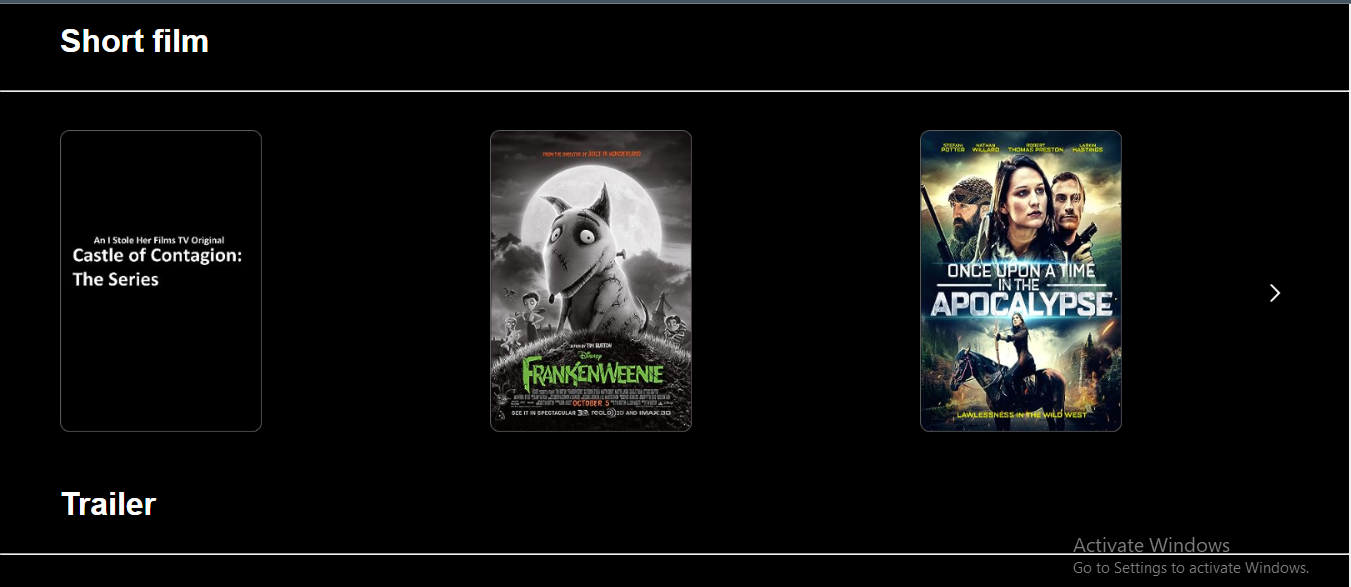 Short film
An I Stole Her Films TV Original
Castle of Contagion:
The Series
FROM THE DIRECTOR OF ALICE IN WONDERLAND
A FILM BY TIM BURTON
Disney
FRANKENWEENIE
OCTOBER 5
SEE IT IN SPECTACULAR 3D, REAL D 3D AND IMAX 3D
STEFANI POTTER
NATHAN WILLARD
ROBERT THOMAS PRESTON
LARKIN HASTINGS
ONCE UPON A TIME
IN THE
APOCALYPSE
LAWLESSNESS IN THE WILD WEST
Trailer
Activate Windows
Go to Settings to activate Windows.